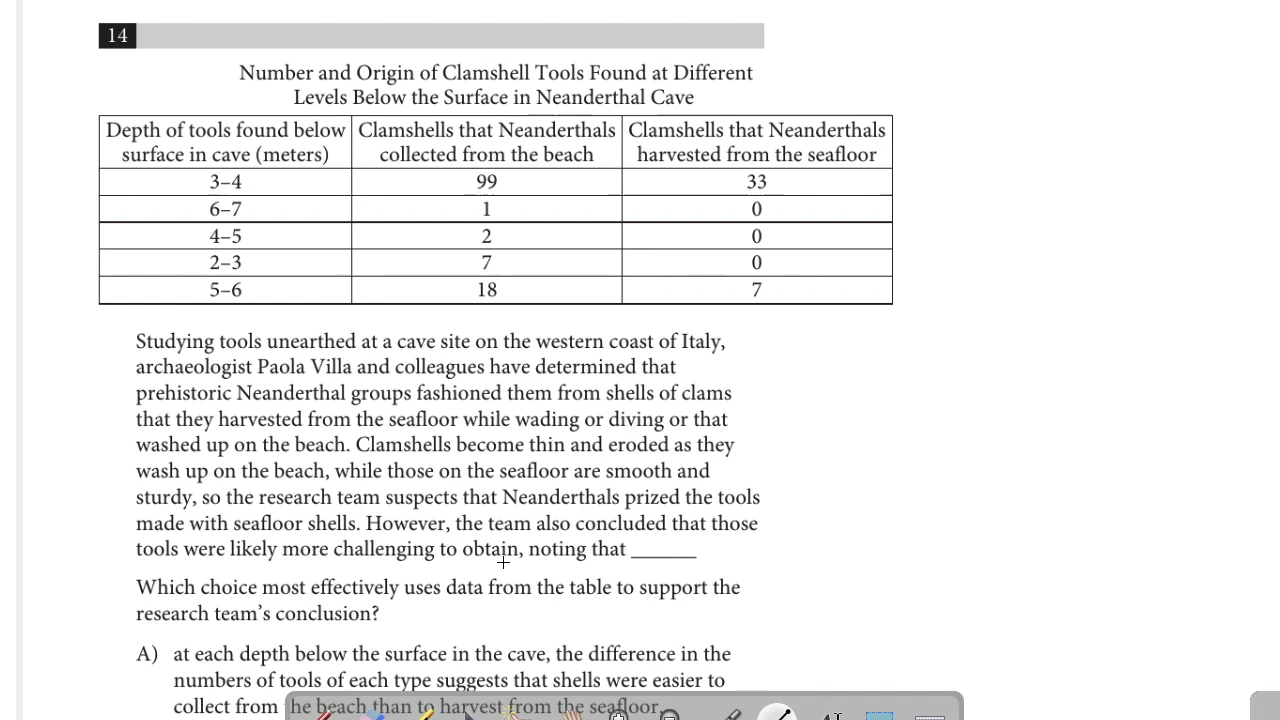 14
Number and Origin of Clamshell Tools Found at Different
Levels Below the Surface in Neanderthal Cave
Depth of tools found below surface in cave (meters) Clamshells that Neanderthals collected from the beach Clamshells that Neanderthals harvested from the seafloor
3–4 99 33
6–7 1 0
4–5 2 0
2–3 7 0
5–6 18 7
Studying tools unearthed at a cave site on the western coast of Italy,
archaeologist Paola Villa and colleagues have determined that
prehistoric Neanderthal groups fashioned them from shells of clams
that they harvested from the seafloor while wading or diving or that
washed up on the beach. Clamshells become thin and eroded as they
wash up on the beach, while those on the seafloor are smooth and
sturdy, so the research team suspects that Neanderthals prized the tools
made with seafloor shells. However, the team also concluded that those
tools were likely more challenging to obtain, noting that ______
Which choice most effectively uses data from the table to support the
research team’s conclusion?
A) at each depth below the surface in the cave, the difference in the
numbers of tools of each type suggests that shells were easier to
collect from the beach than to harvest from the seafloor.